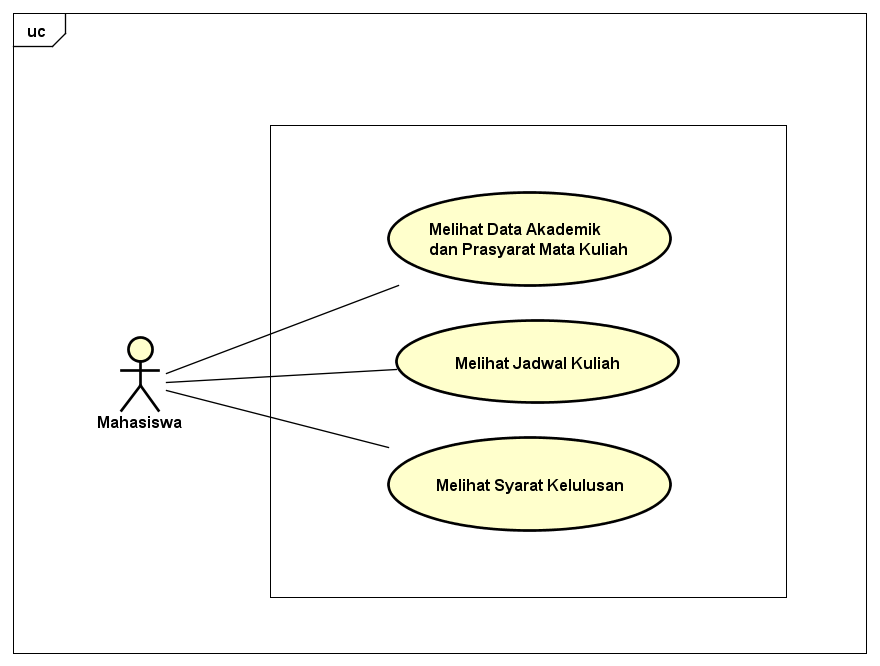 uc
Melihat Data Akademik
dan Prasyarat Mata Kuliah
Melihat Jadwal Kuliah
Mahasiswa
Melihat Syarat Kelulusan